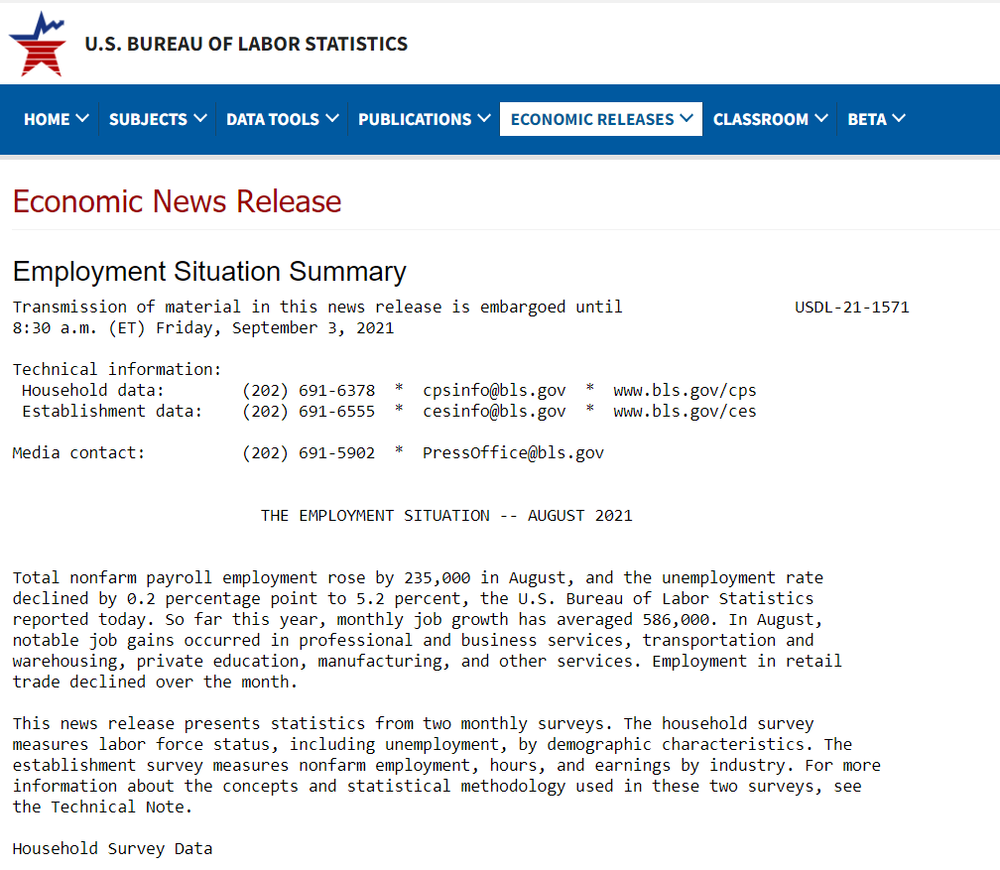 U.S. BUREAU OF LABOR STATISTICS
HOME SUBJECTS DATA TOOLS PUBLICATIONS ECONOMIC RELEASES CLASSROOM BETA
Economic News Release
Employment Situation Summary
Transmission of material in this news release is embargoed until USDL-21-1571
8:30 a.m. (ET) Friday, September 3, 2021
Technical information:
Household data: (202) 691-6378 * cpsinfo@bls.gov * www.bls.gov/cps
Establishment data: (202) 691-6555 * cesinfo@bls.gov * www.bls.gov/ces
Media contact: (202) 691-5902 * PressOffice@bls.gov
THE EMPLOYMENT SITUATION -- AUGUST 2021
Total nonfarm payroll employment rose by 235,000 in August, and the unemployment rate
declined by 0.2 percentage point to 5.2 percent, the U.S. Bureau of Labor Statistics
reported today. So far this year, monthly job growth has averaged 586,000. In August,
notable job gains occurred in professional and business services, transportation and
warehousing, private education, manufacturing, and other services. Employment in retail
trade declined over the month.
This news release presents statistics from two monthly surveys. The household survey
measures labor force status, including unemployment, by demographic characteristics. The
establishment survey measures nonfarm employment, hours, and earnings by industry. For more
information about the concepts and statistical methodology used in these two surveys, see
the Technical Note.
Household Survey Data